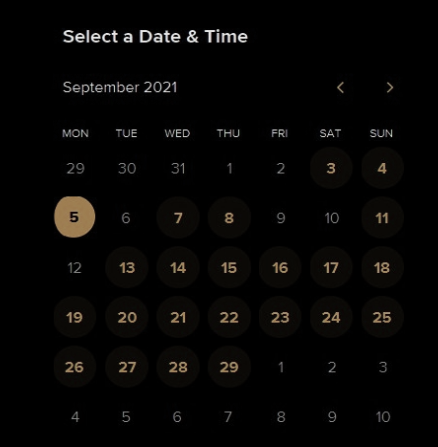 Select a Date & Time
September 2021
MON TUE WED THU FRI SAT SUN
29 30 31 1 2 3 4
5 6 7 8 9 10 11
12 13 14 15 16 17 18
19 20 21 22 23 24 25
26 27 28 29 1 2 3
4 5 6 7 8 9 10